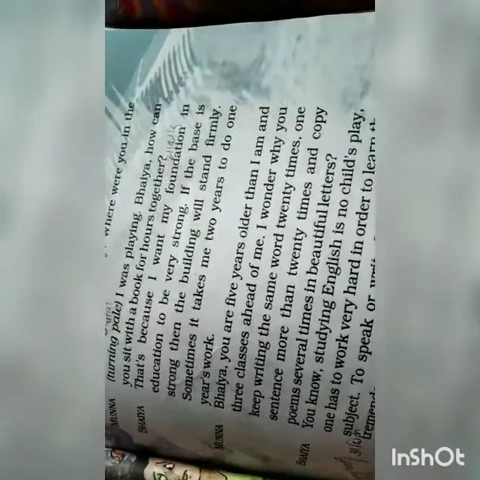 where were you in the
MUNNA (turning pale) I was playing. Bhaiya, how can
you sit with a book for hours together?
BHAIYA That's because I want my foundation in
education to be very strong. If the base is
strong then the building will stand firmly.
Sometimes it takes me two years to do one
year's work.
MUNNA Bhaiya, you are five years older than I am and
three classes ahead of me. I wonder why you
keep writing the same word twenty times, one
sentence more than twenty times and copy
poems several times in beautiful letters?
BHAIYA You know, studying English is no child's play,
one has to work very hard in order to learn
subject. To speak or
InShOt